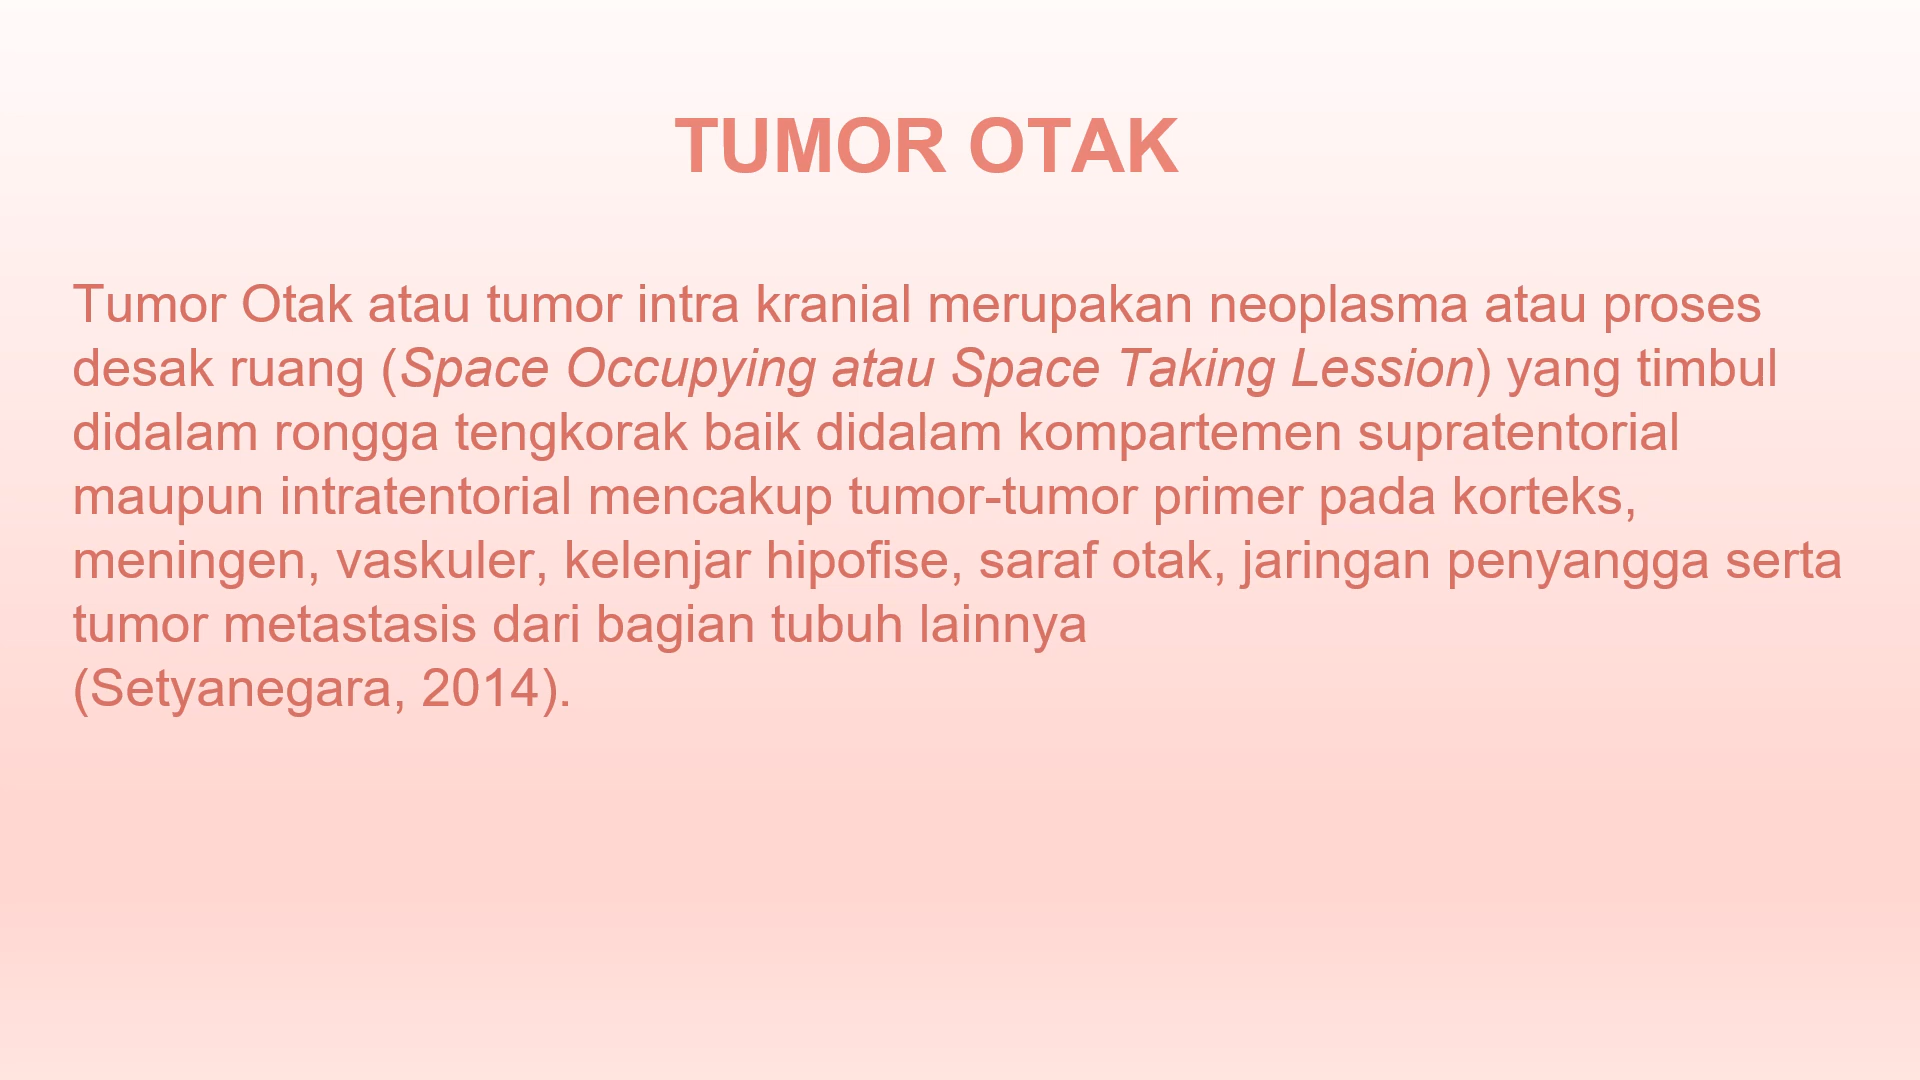 TUMOR OTAK
Tumor Otak atau tumor intra kranial merupakan neoplasma atau proses
desak ruang (Space Occupying atau Space Taking Lession) yang timbul
didalam rongga tengkorak baik didalam kompartemen supratentorial
maupun intratentorial mencakup tumor-tumor primer pada korteks,
meningen, vaskuler, kelenjar hipofise, saraf otak, jaringan penyangga serta
tumor metastasis dari bagian tubuh lainnya
(Setyanegara, 2014).